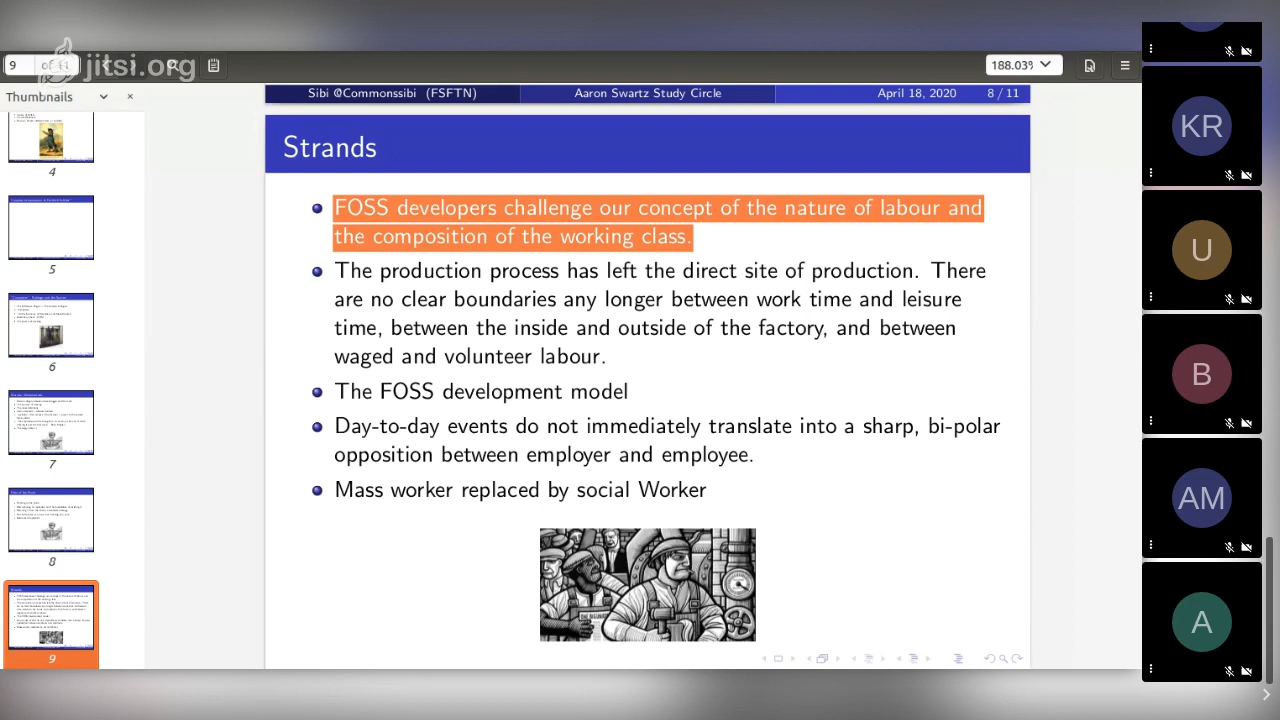 jitsi.org
9 of 11
188.03%
Thumbnails
4
5
6
7
8
9
Sibi @Commonssibi (FSFTN) Aaron Swartz Study Circle April 18, 2020 8 / 11
Strands
FOSS developers challenge our concept of the nature of labour and
the composition of the working class.
The production process has left the direct site of production. There
are no clear boundaries any longer between work time and leisure
time, between the inside and outside of the factory, and between
waged and volunteer labour.
The FOSS development model
Day-to-day events do not immediately translate into a sharp, bi-polar
opposition between employer and employee.
Mass worker replaced by social Worker
KR
U
B
AM
A